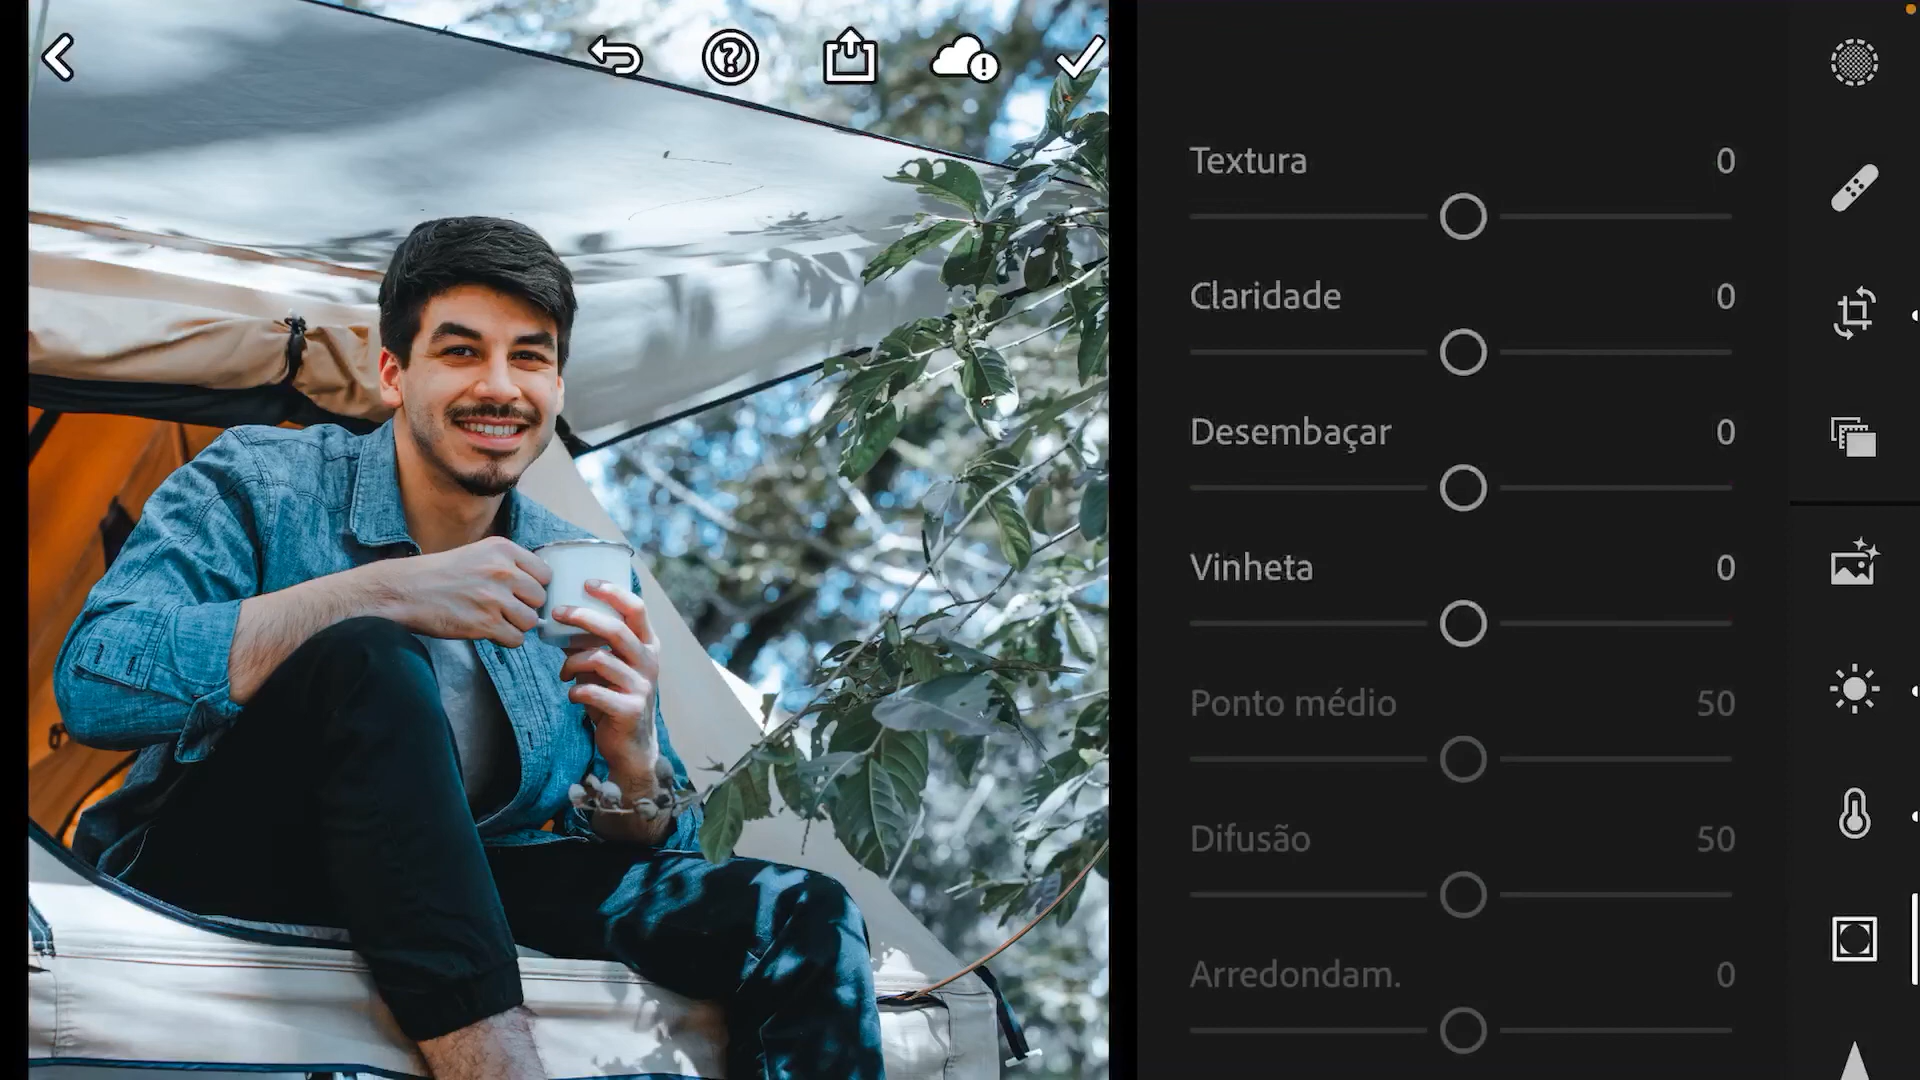 Textura 0
Claridade 0
Desembaçar 0
Vinheta 0
Ponto médio 50
Difusão 50
Arredondam. 0